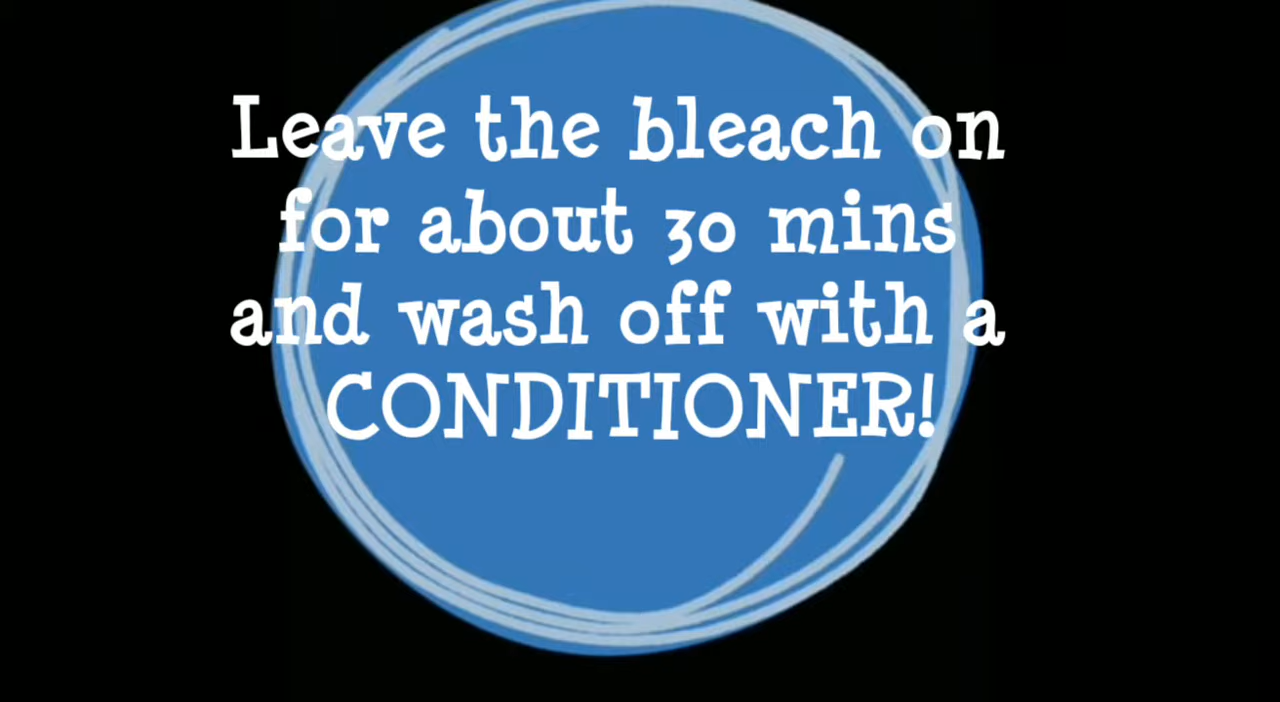 Leave the bleach on
for about 30 mins
and wash off with a
CONDITIONER!